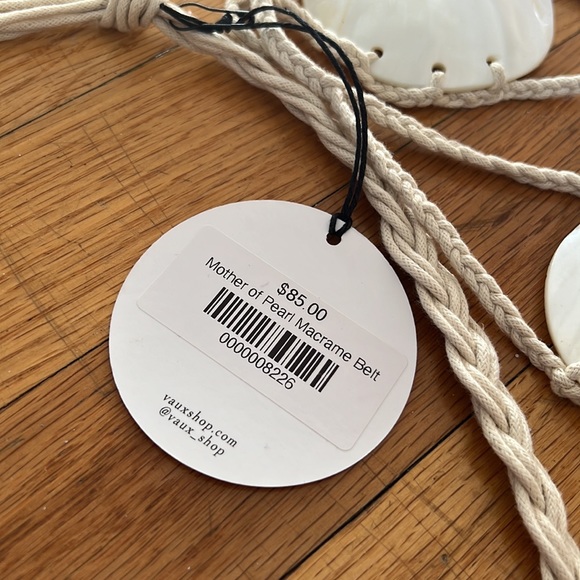 $85.00
Mother of Pearl Macrame Belt
0000008226
vauxshop.com
@vaux_shop